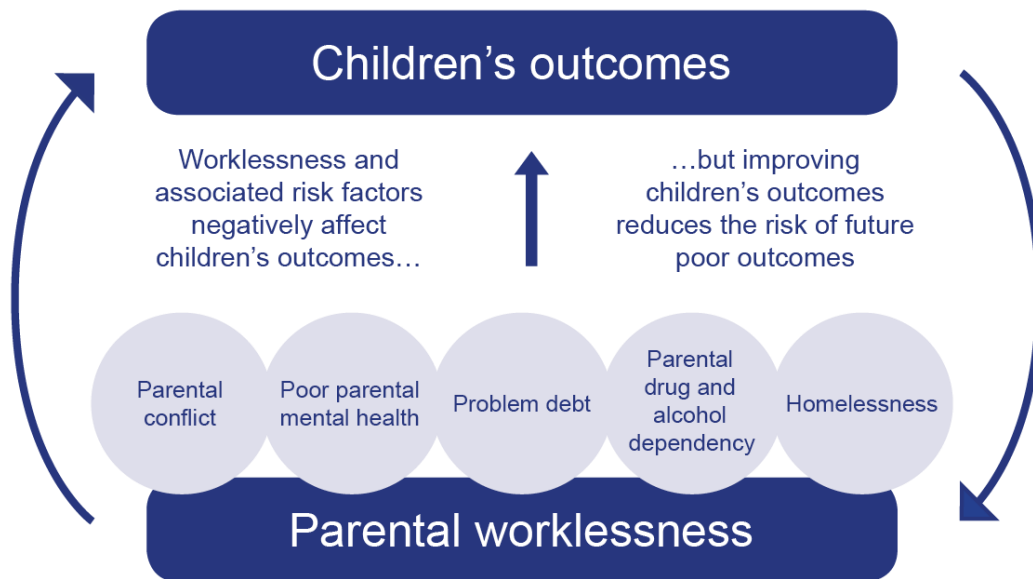 Children’s outcomes
Worklessness and
associated risk factors
negatively affect
children’s outcomes…
…but improving
children’s outcomes
reduces the risk of future
poor outcomes
Parental
conflict
Poor parental
mental health
Problem debt
Parental
drug and
alcohol
dependency
Homelessness
Parental worklessness